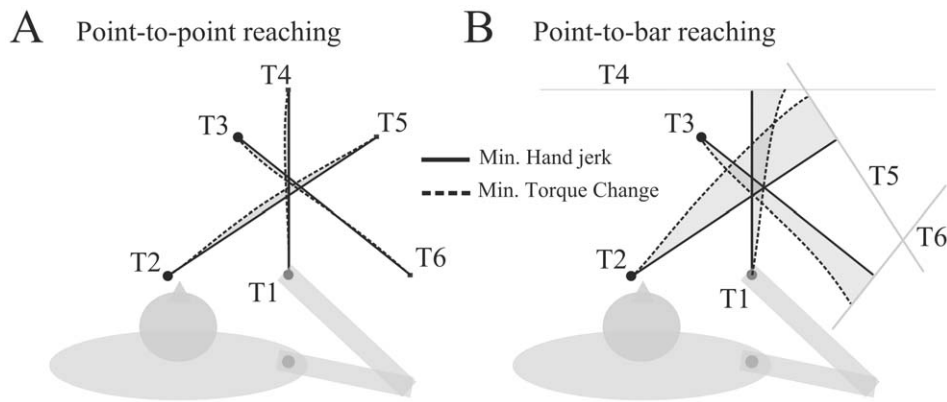 A Point-to-point reaching
T4
T3
T5
T2
T6
T1
B Point-to-bar reaching
T4
T3
T5
T2
T6
T1
Min. Hand jerk
Min. Torque Change